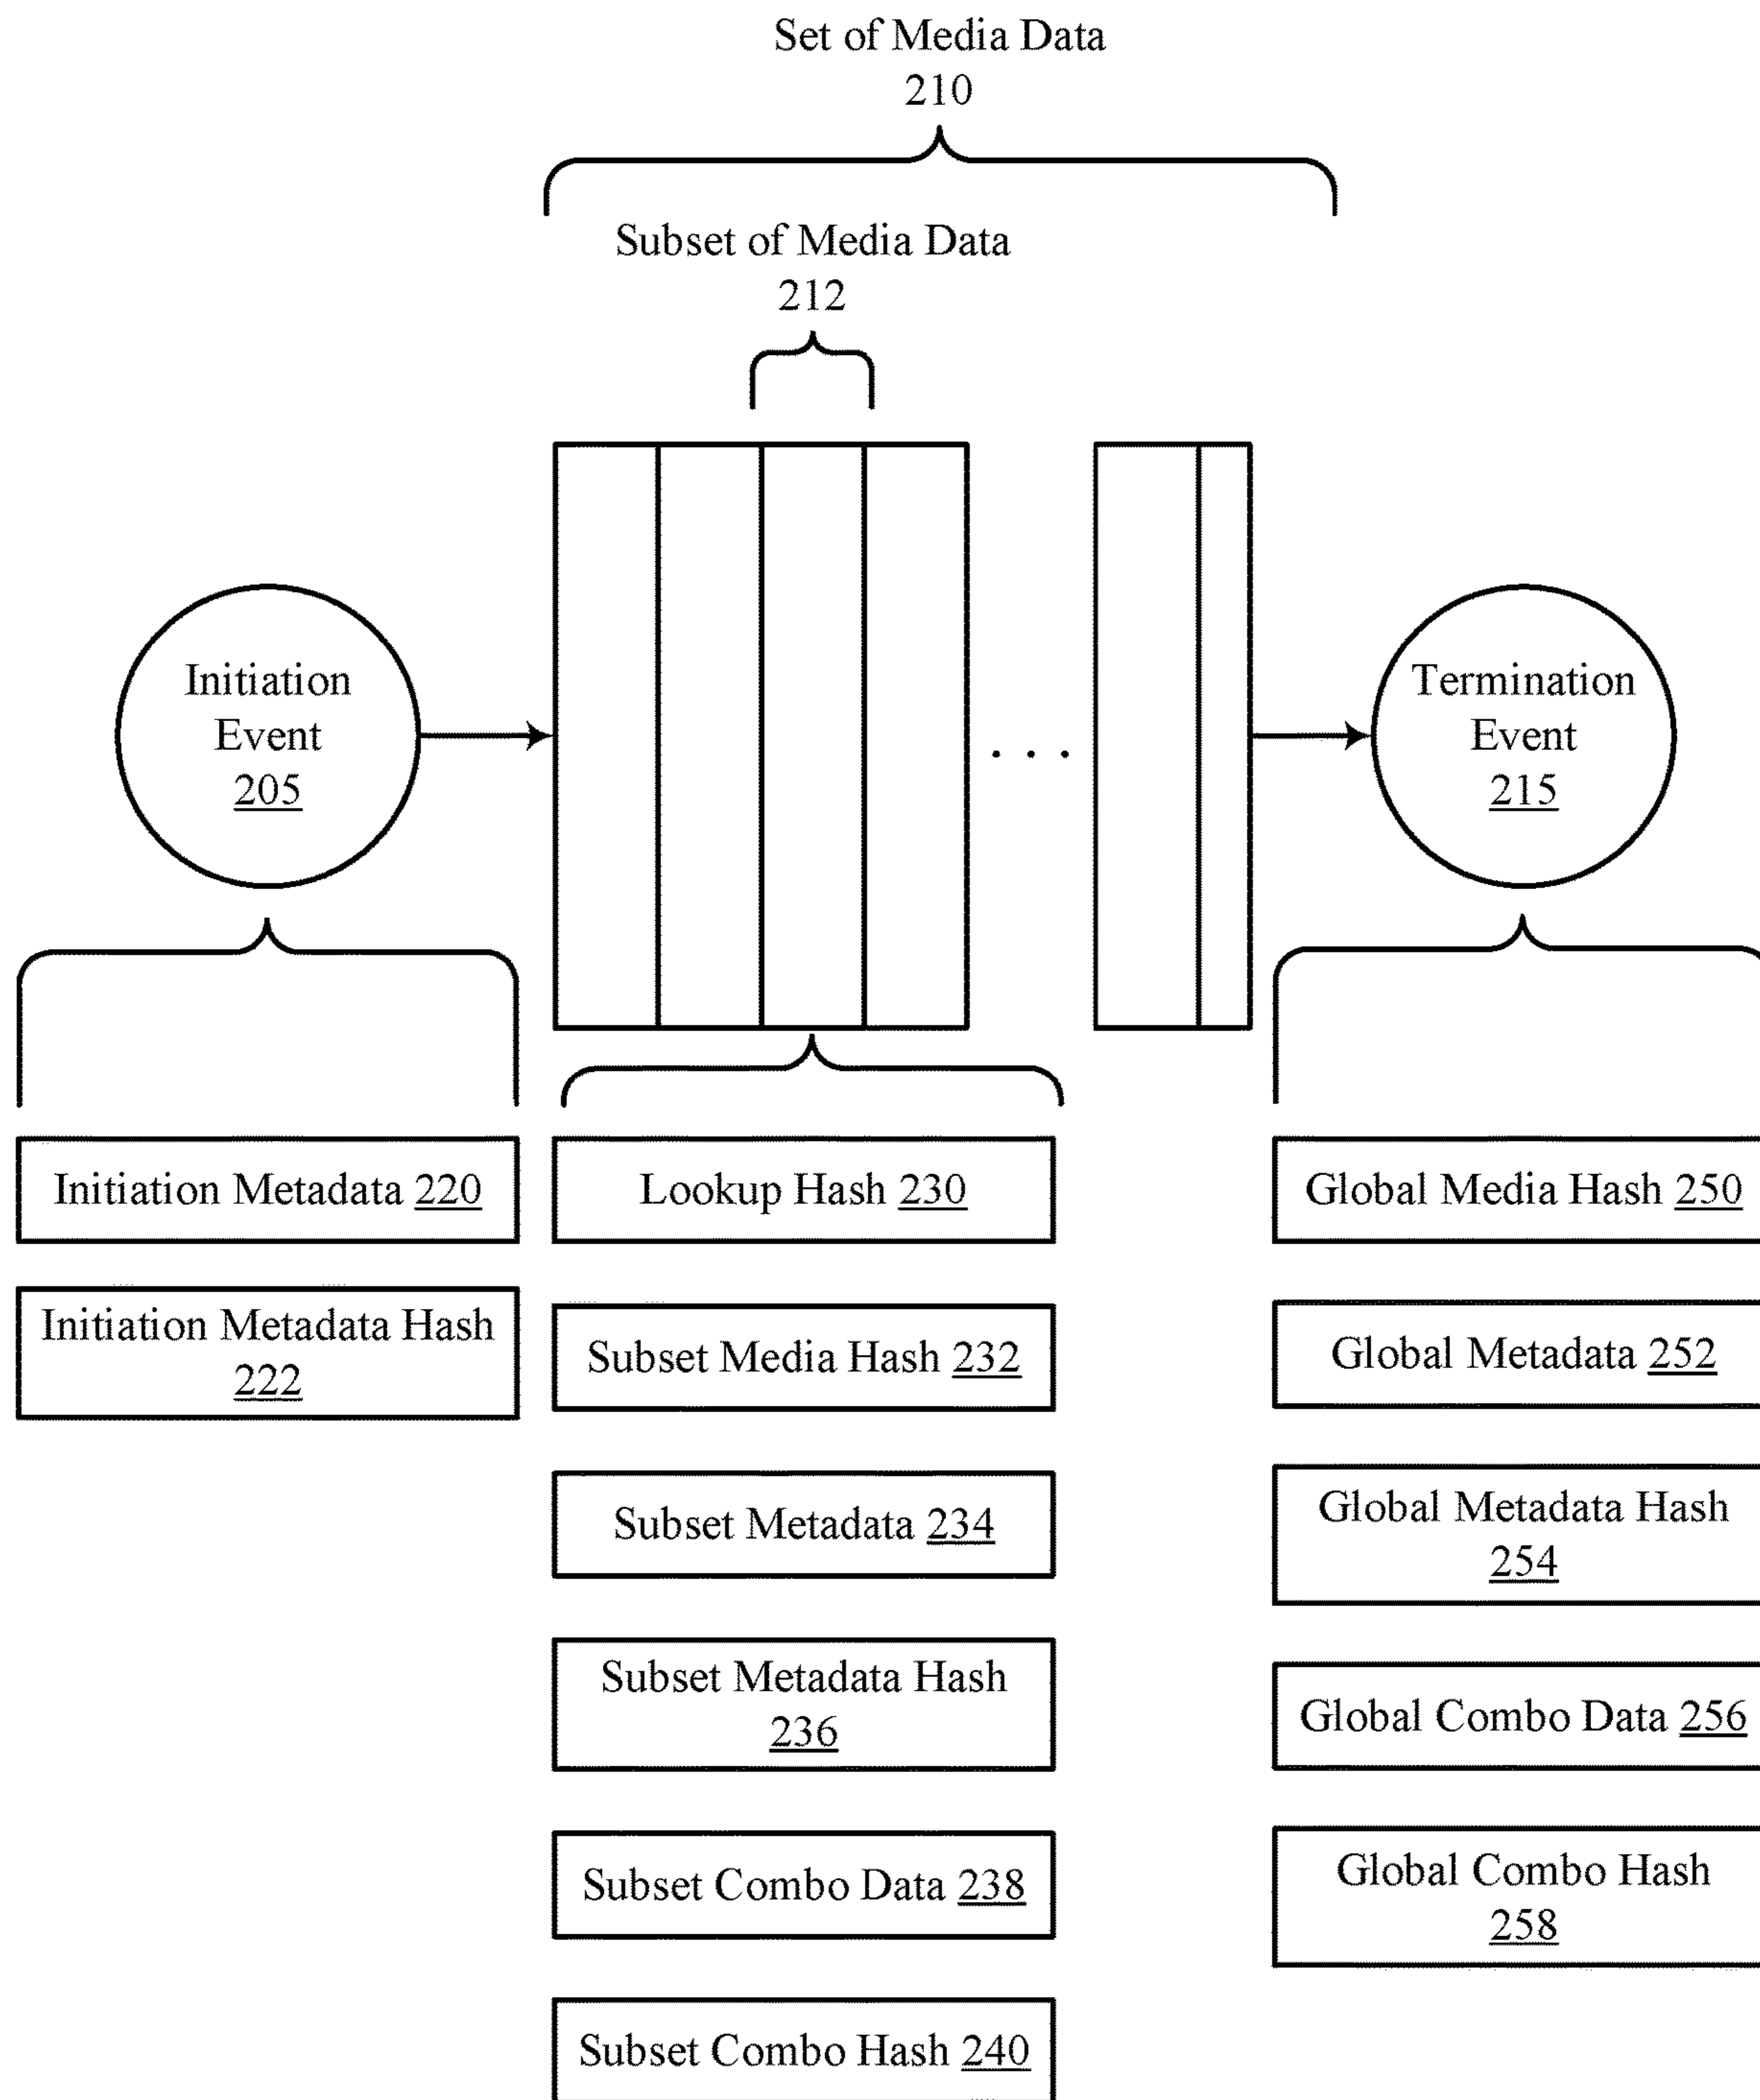 Set of Media Data
210
Subset of Media Data
212
Initiation
Event
205
. . .
Termination
Event
215
Initiation Metadata 220
Initiation Metadata Hash
222
Lookup Hash 230
Subset Media Hash 232
Subset Metadata 234
Subset Metadata Hash
236
Subset Combo Data 238
Subset Combo Hash 240
Global Media Hash 250
Global Metadata 252
Global Metadata Hash
254
Global Combo Data 256
Global Combo Hash
258